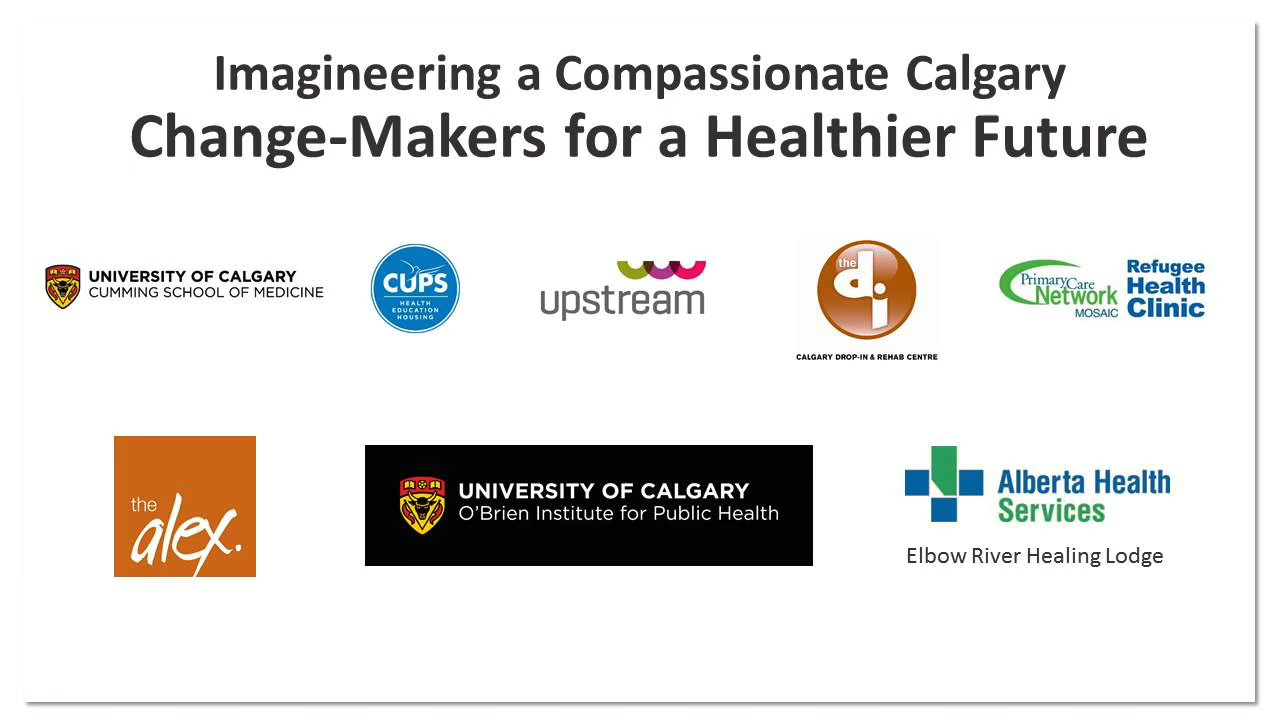 Imagineering a Compassionate Calgary
Change-Makers for a Healthier Future
UNIVERSITY OF CALGARY
CUMMING SCHOOL OF MEDICINE
CUPS
HEALTH
EDUCATION
HOUSING
upstream
the
d.i
CALGARY DROP-IN & REHAB CENTRE
PrimaryCare
Network
MOSAIC
Refugee
Health
Clinic
the
alex.
UNIVERSITY OF CALGARY
O'Brien Institute for Public Health
Alberta Health
Services
Elbow River Healing Lodge